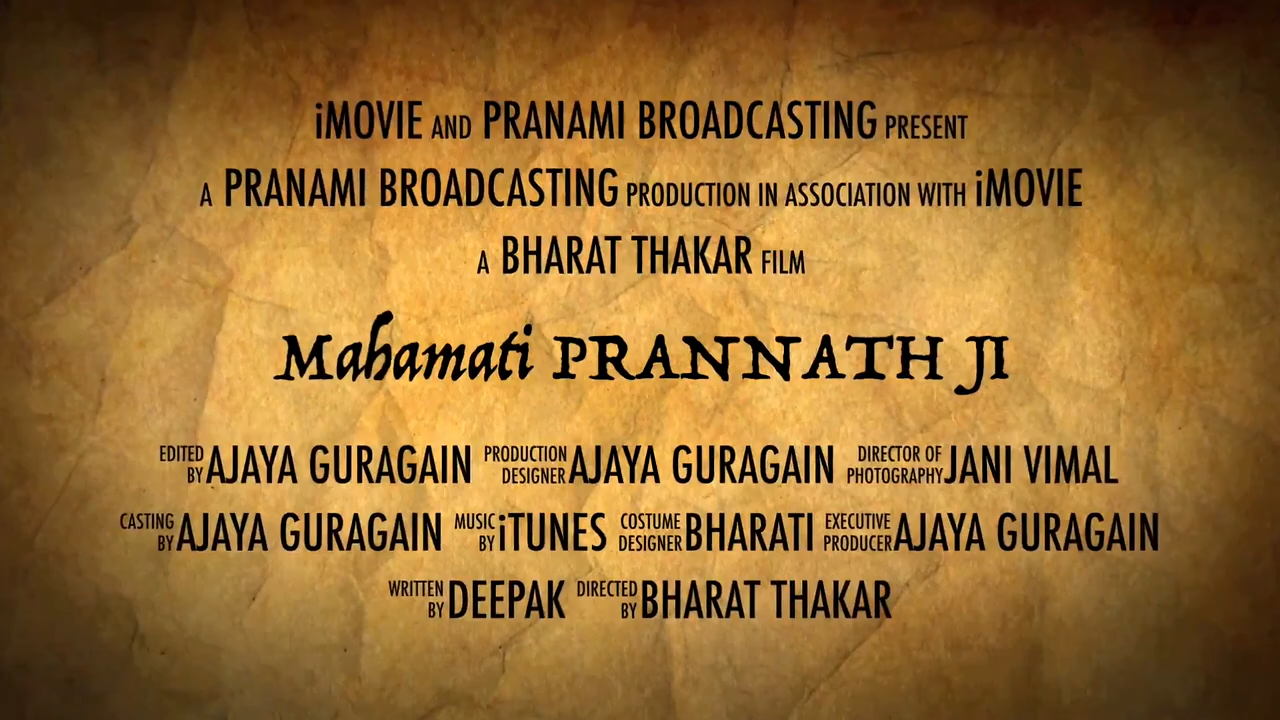 iMOVIE AND PRANAMI BROADCASTING PRESENT
A PRANAMI BROADCASTING PRODUCTION IN ASSOCIATION WITH iMOVIE
A BHARAT THAKAR FILM
Mahamati PRANNATH JI
EDITED BY AJAYA GURAGAIN PRODUCTION DESIGNER AJAYA GURAGAIN DIRECTOR OF PHOTOGRAPHY JANI VIMAL
CASTING BY AJAYA GURAGAIN MUSIC BY iTUNES COSTUME DESIGNER BHARATI EXECUTIVE PRODUCER AJAYA GURAGAIN
WRITTEN BY DEEPAK DIRECTED BY BHARAT THAKAR